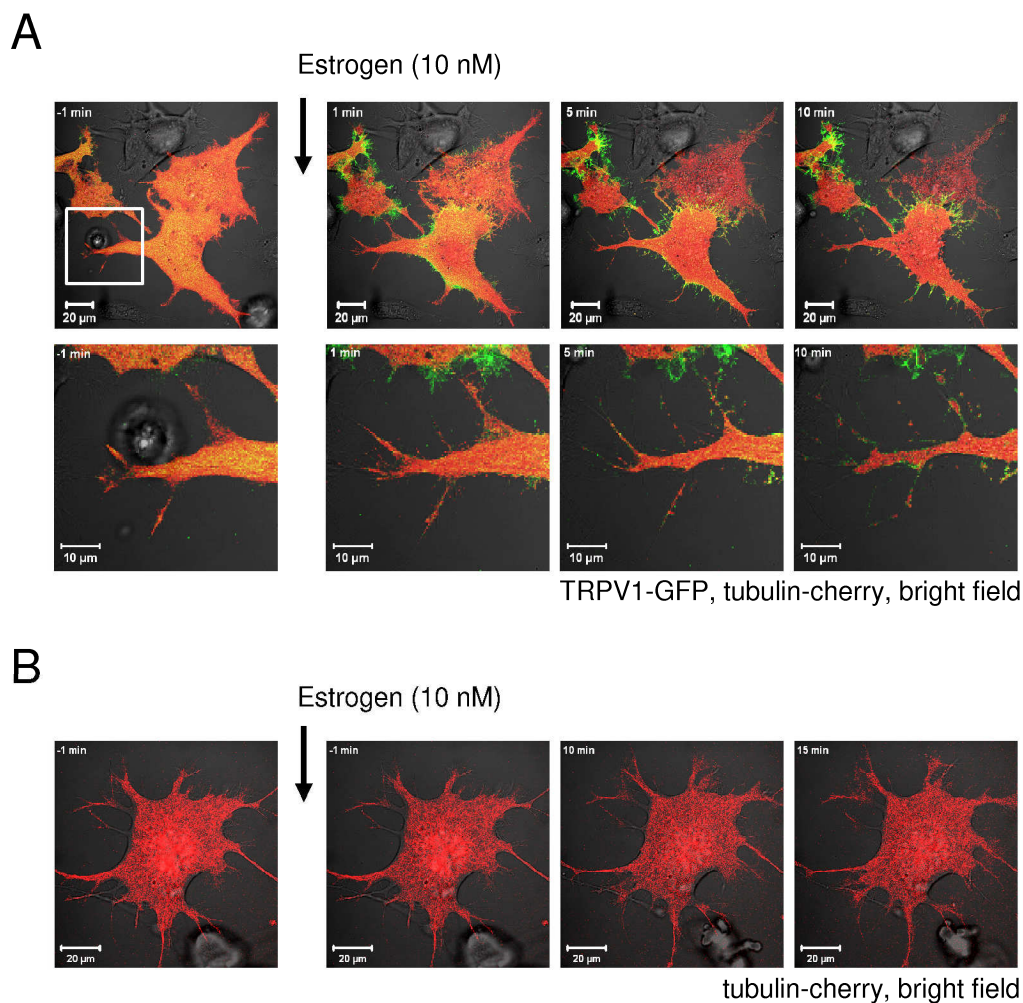 A
Estrogen (10 nM)
-1 min
1 min
5 min
10 min
20 µm
20 µm
20 µm
20 µm
-1 min
1 min
5 min
10 min
10 µm
10 µm
10 µm
10 µm
TRPV1-GFP, tubulin-cherry, bright field
B
Estrogen (10 nM)
-1 min
-1 min
10 min
15 min
20 µm
20 µm
20 µm
20 µm
tubulin-cherry, bright field